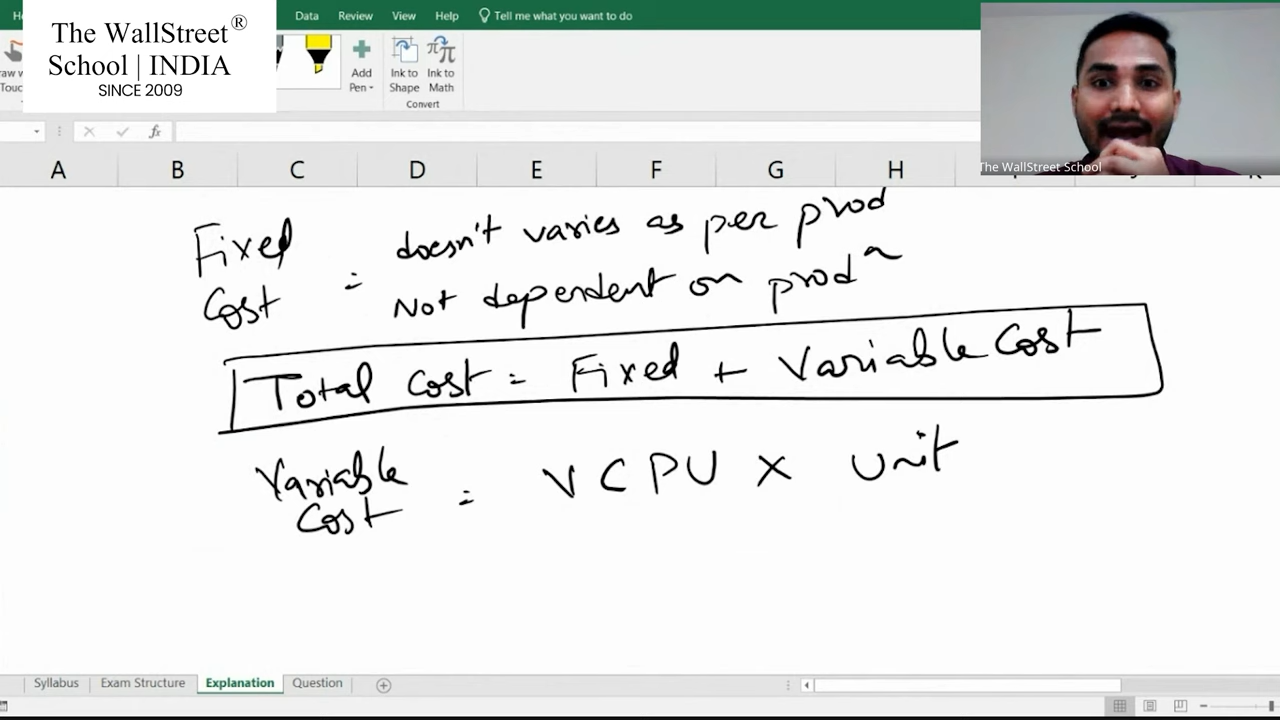 Data Review View Help Tell me what you want to do
The WallStreet®
School | INDIA
SINCE 2009
Add Pen
Ink to Shape
Ink to Math
Convert
The WallStreet School
fx
A B C D E F G H
Fixed Cost = doesn't varies as per prod
Not dependent on prodn
Total Cost = Fixed + Variable Cost
Variable Cost = VCPU X Unit
Syllabus Exam Structure Explanation Question